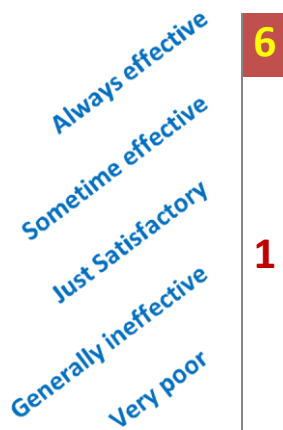 Always effective
6
Sometime effective
Just Satisfactory
1
Generally ineffective
Very poor